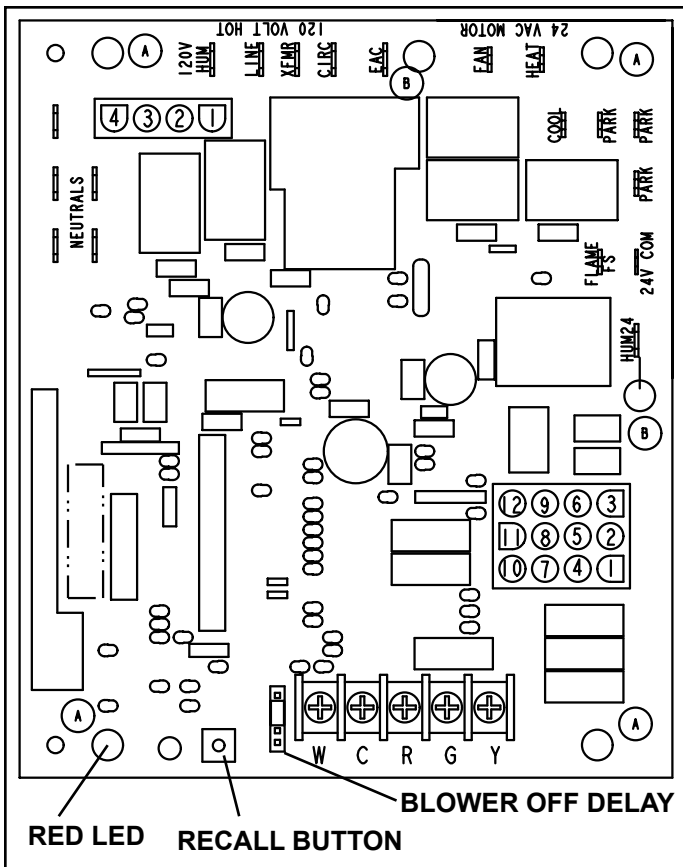 120 VOLT HOT
24 VAC MOTOR
A
120V HUM
LINE
XFMR
CIRC
EAC
B
FAN
HEAT
A
4 3 2 1
COOL
PARK
PARK
NEUTRALS
PARK
FLAME FS
24V COM
HUM24
B
12 9 6 3
11 8 5 2
10 7 4 1
A
A
W C R G Y
BLOWER OFF DELAY
RED LED
RECALL BUTTON